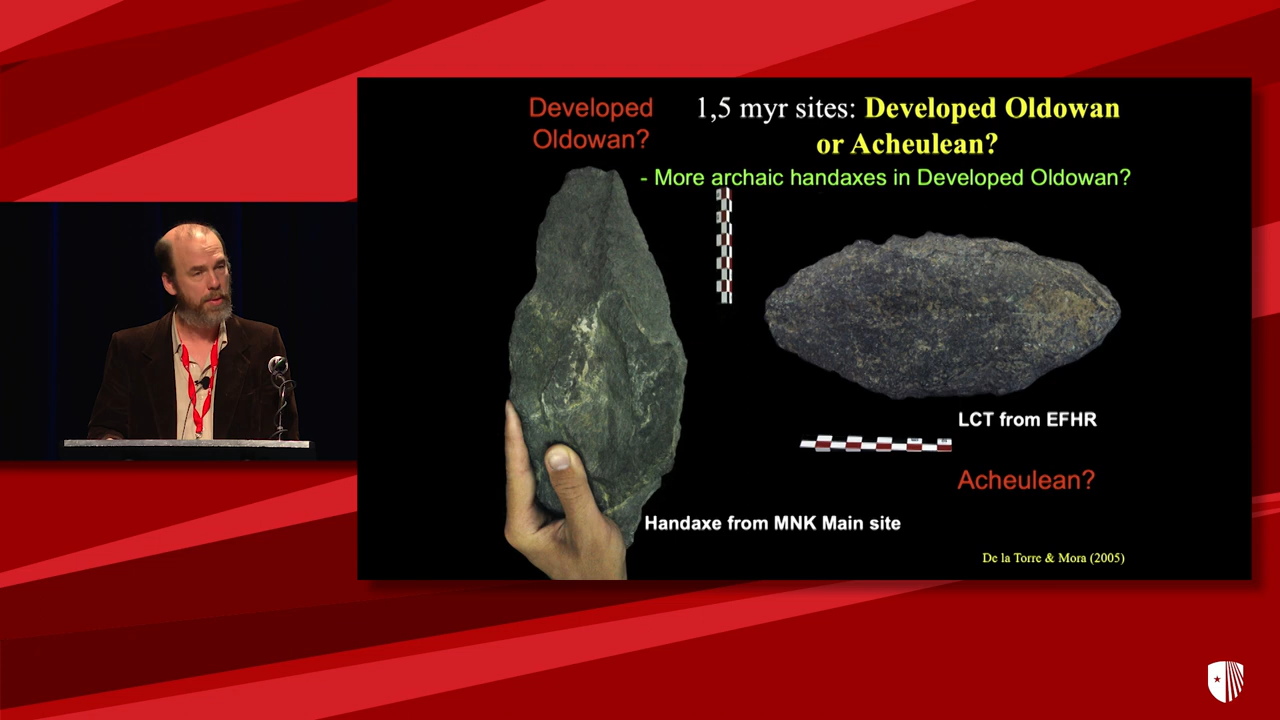 Developed
Oldowan?
1,5 myr sites: Developed Oldowan
or Acheulean?
- More archaic handaxes in Developed Oldowan?
LCT from EFHR
Acheulean?
Handaxe from MNK Main site
De la Torre & Mora (2005)